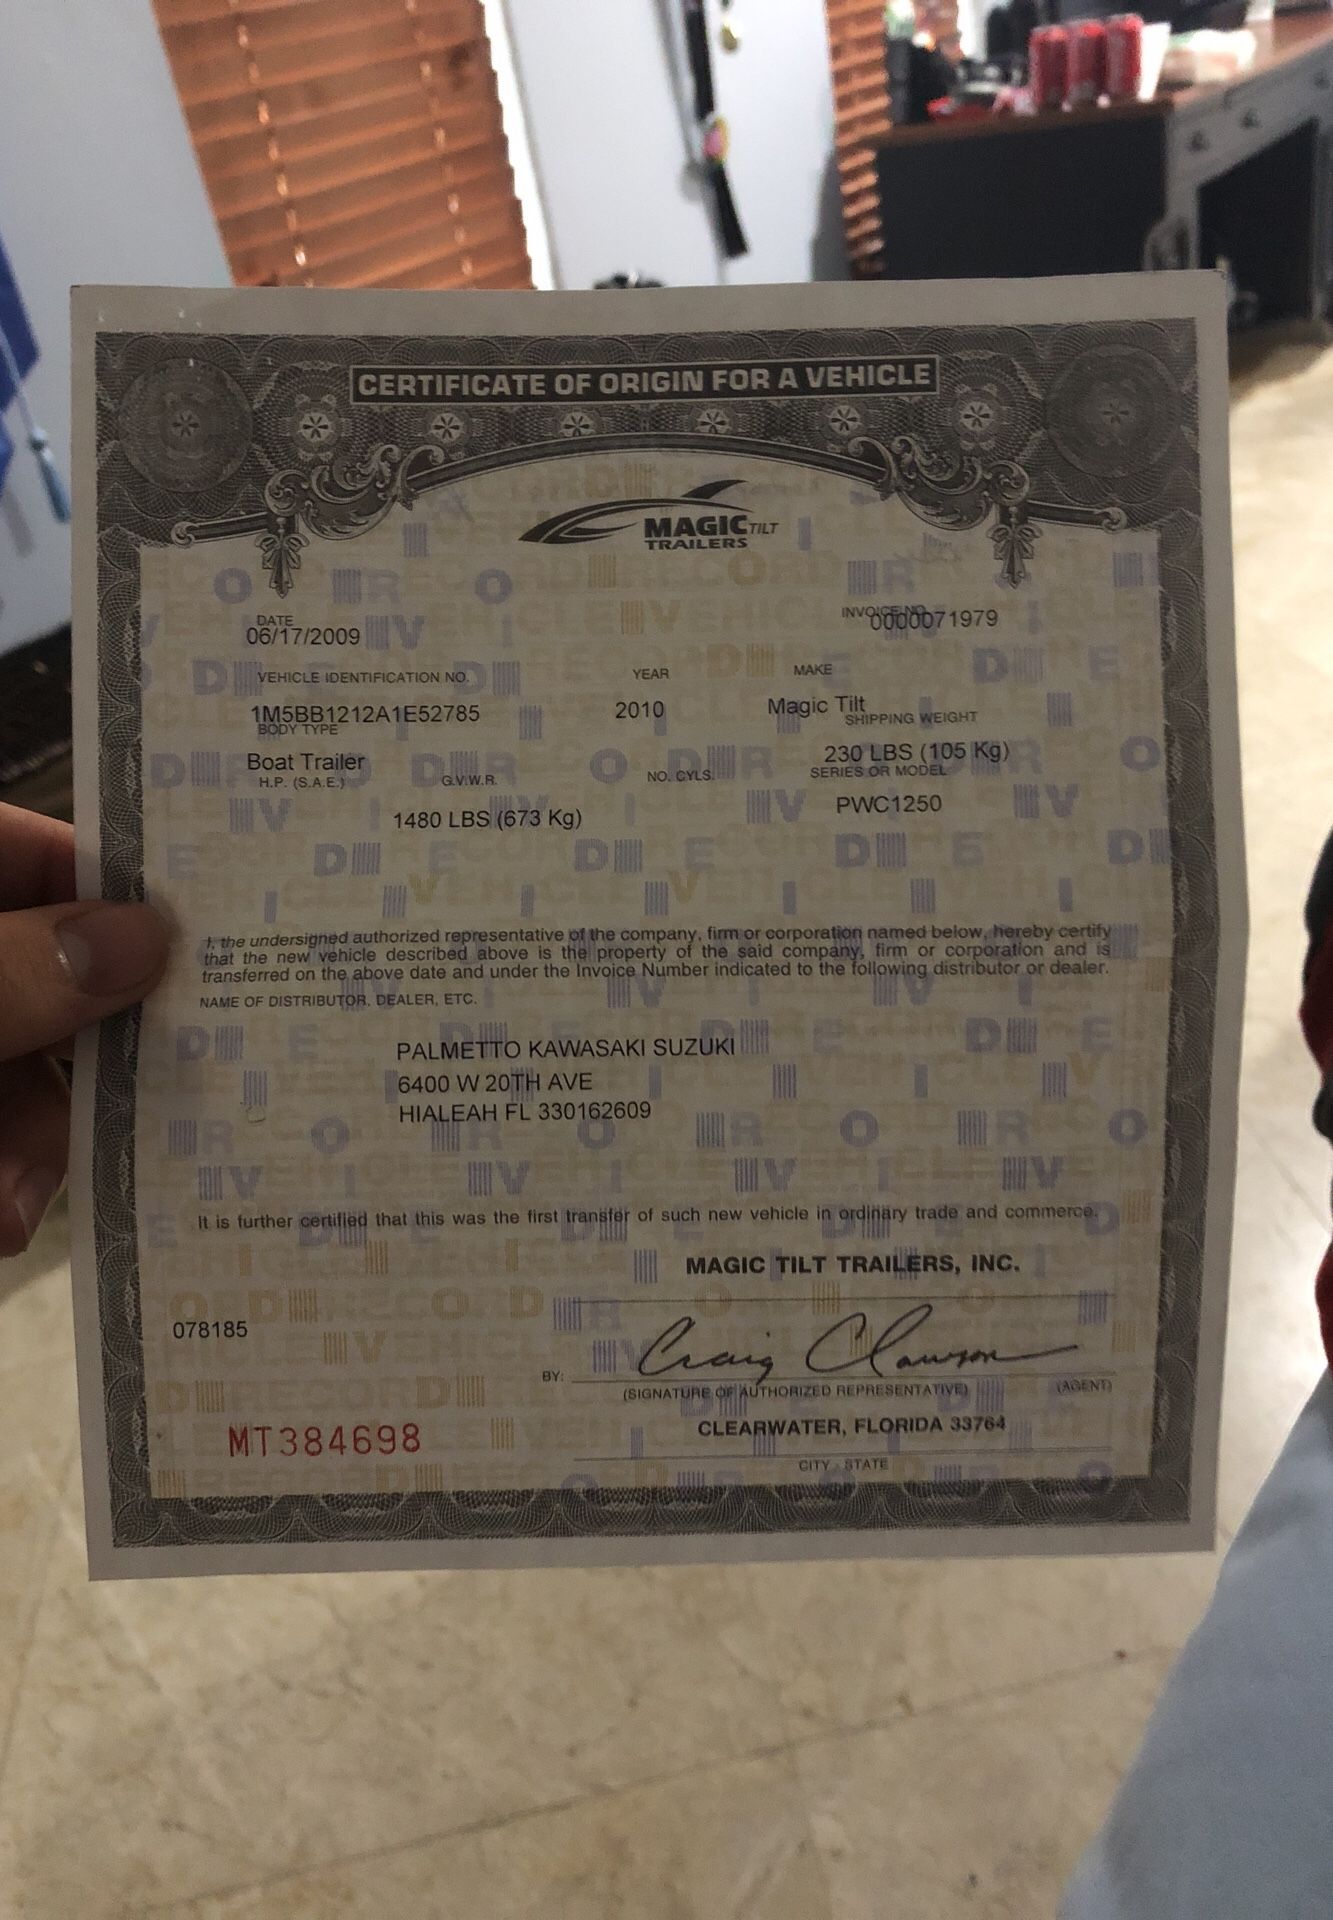 CERTIFICATE OF ORIGIN FOR A VEHICLE
MAGIC TILT
TRAILERS
DATE
06/17/2009
INVOICE NO.
0000071979
VEHICLE IDENTIFICATION NO.
YEAR
MAKE
1M5BB1212A1E52785
2010
Magic Tilt
BODY TYPE
SHIPPING WEIGHT
Boat Trailer
230 LBS (105 Kg)
H.P. (S.A.E.)
G.V.W.R.
NO. CYLS.
SERIES OR MODEL
1480 LBS (673 Kg)
PWC1250
I, the undersigned authorized representative of the company, firm or corporation named below, hereby certify
that the new vehicle described above is the property of the said company, firm or corporation and is
transferred on the above date and under the Invoice Number indicated to the following distributor or dealer.
NAME OF DISTRIBUTOR, DEALER, ETC.
PALMETTO KAWASAKI SUZUKI
6400 W 20TH AVE
HIALEAH FL 330162609
It is further certified that this was the first transfer of such new vehicle in ordinary trade and commerce.
MAGIC TILT TRAILERS, INC.
078185
Craig Clawson
BY:
(SIGNATURE OF AUTHORIZED REPRESENTATIVE)
(AGENT)
MT384698
CLEARWATER, FLORIDA 33764
CITY - STATE